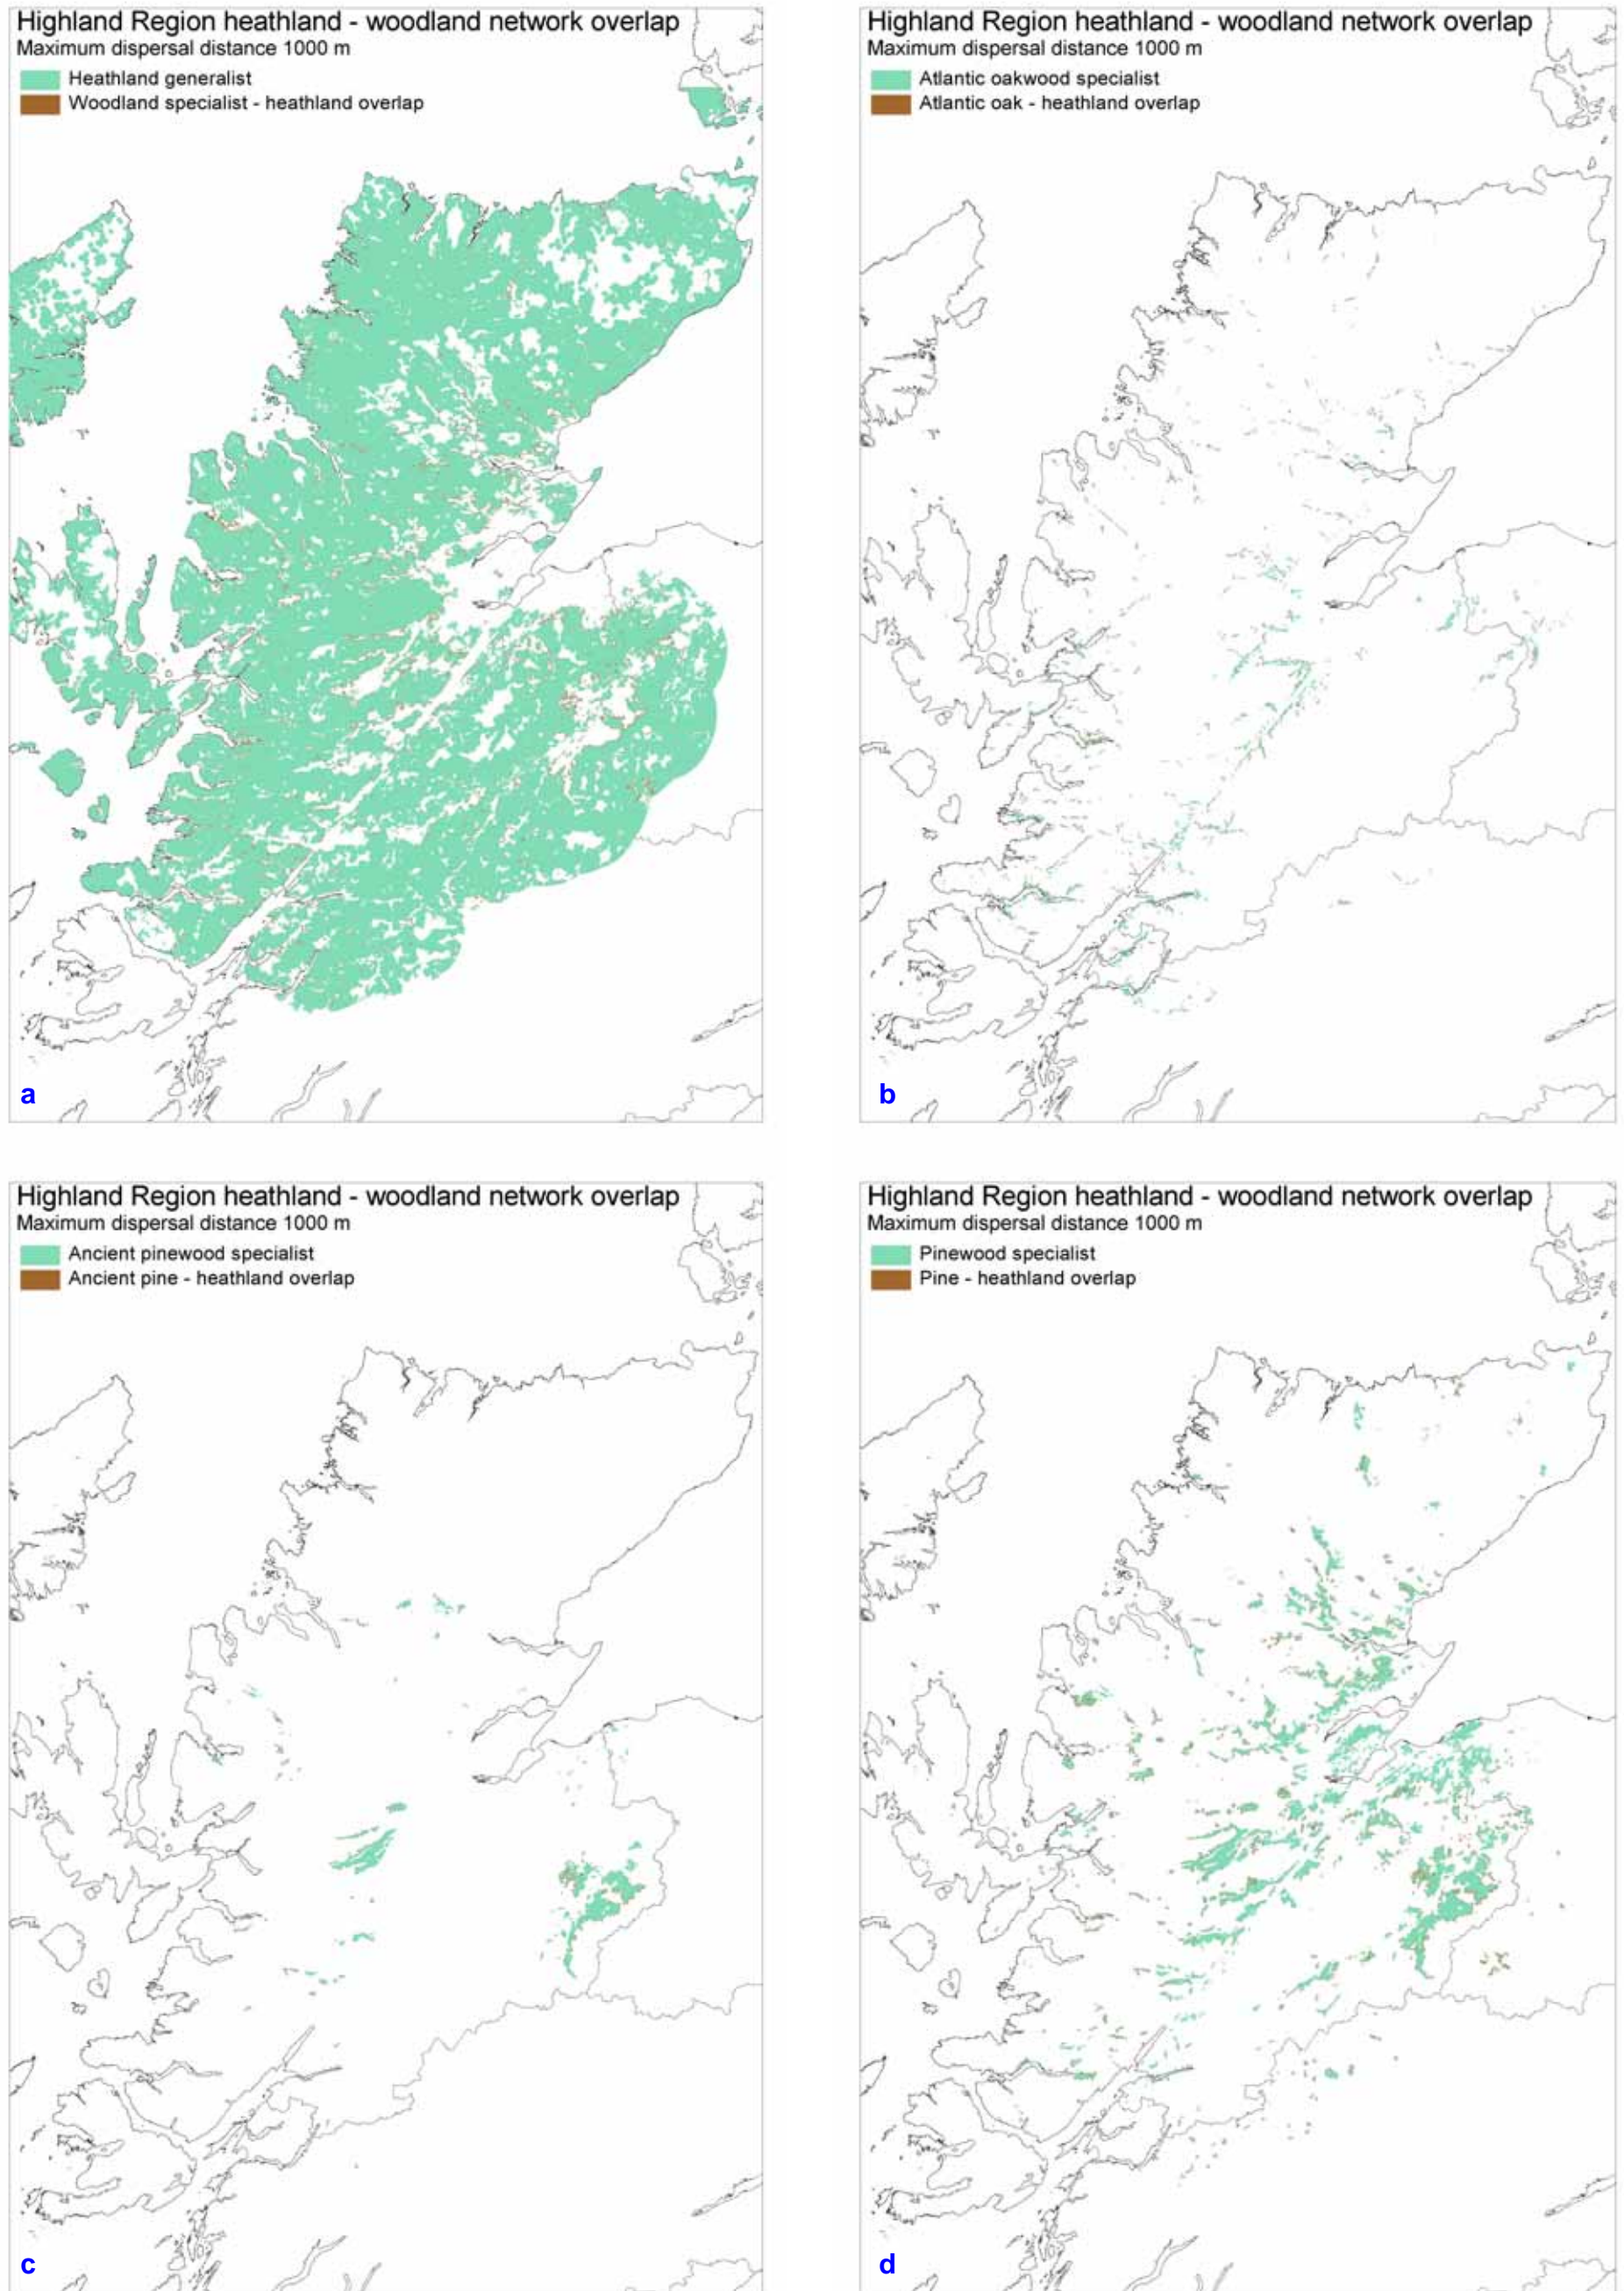 Highland Region heathland - woodland network overlap
Maximum dispersal distance 1000 m
Heathland generalist
Woodland specialist - heathland overlap
a
Highland Region heathland - woodland network overlap
Maximum dispersal distance 1000 m
Atlantic oakwood specialist
Atlantic oak - heathland overlap
b
Highland Region heathland - woodland network overlap
Maximum dispersal distance 1000 m
Ancient pinewood specialist
Ancient pine - heathland overlap
c
Highland Region heathland - woodland network overlap
Maximum dispersal distance 1000 m
Pinewood specialist
Pine - heathland overlap
d